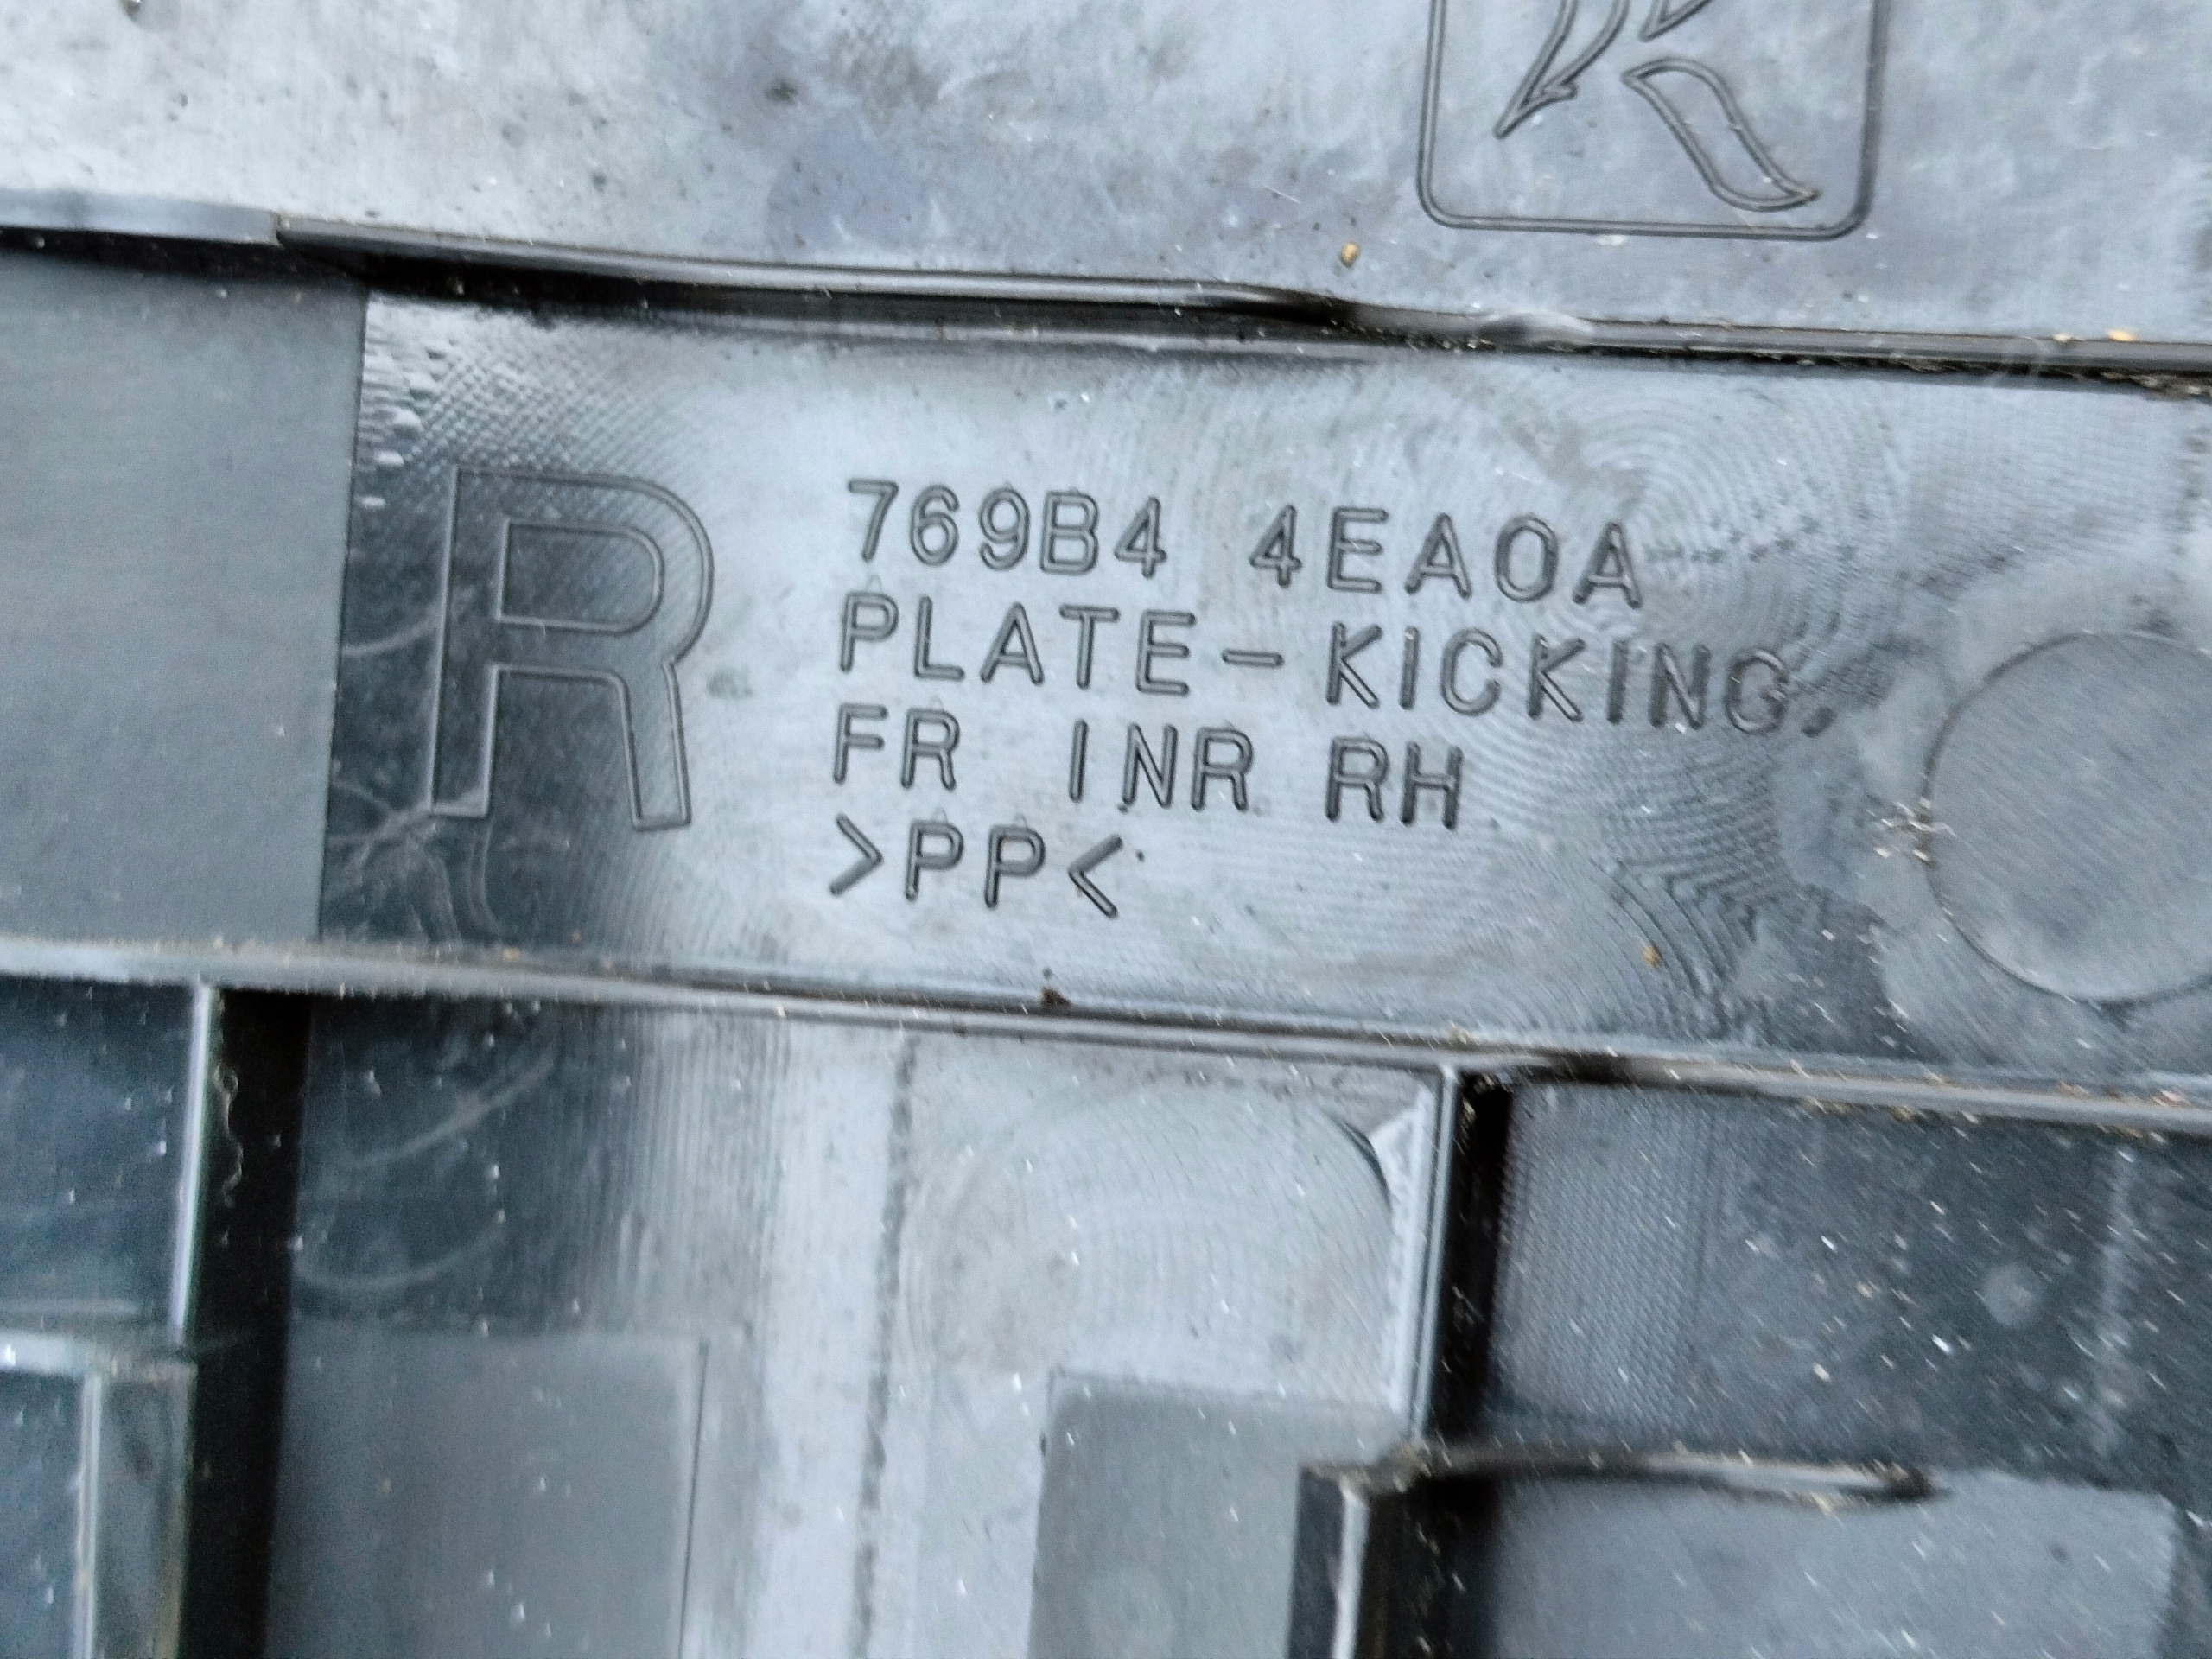 R
769B4 4EA0A
PLATE-KICKING,
FR INR RH
>PP<